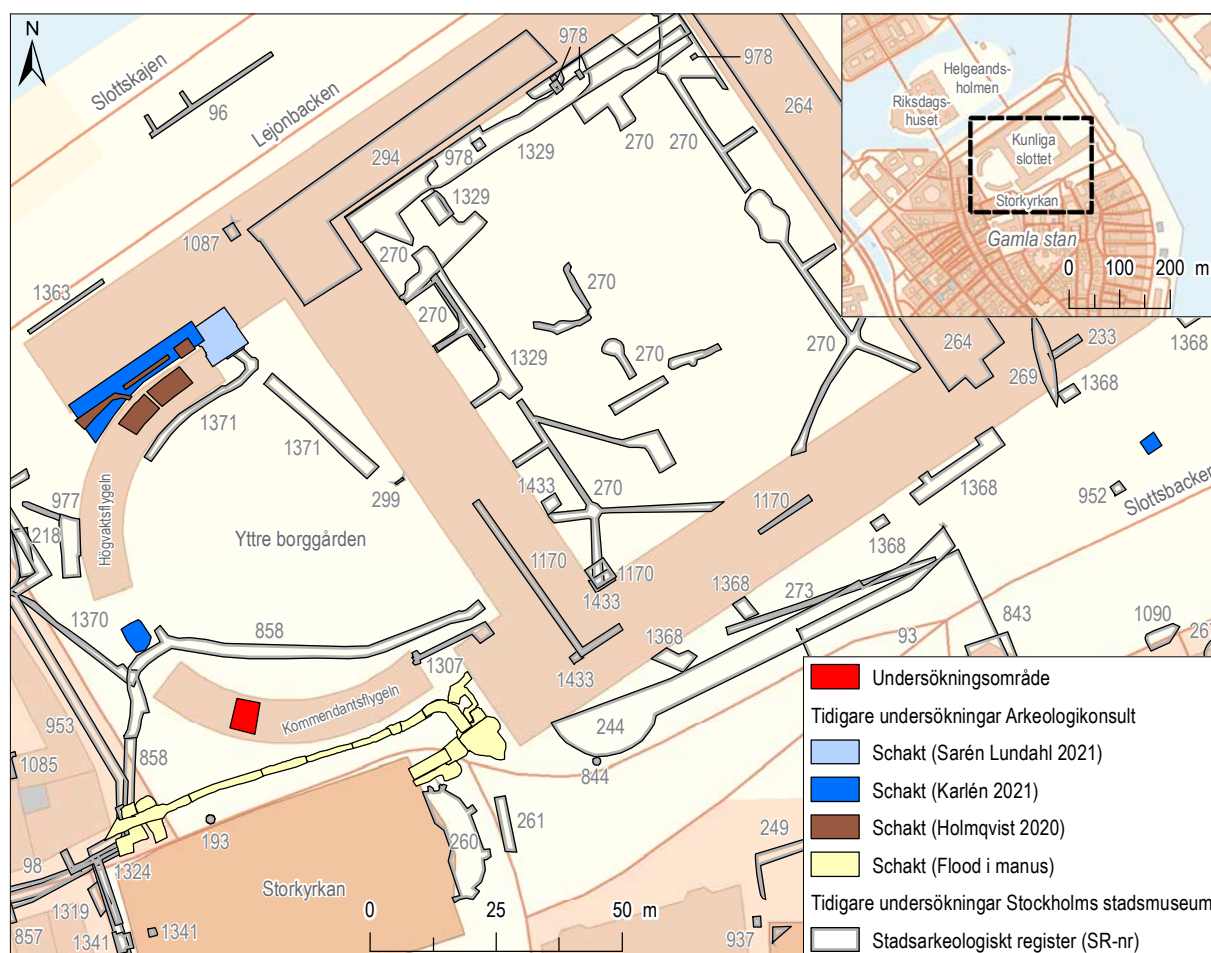 N
Slottskajen
96
Lejonbacken
978
978
264
294
978
1329
270
270
1329
1087
270
1363
270
270
270
1329
270
270
1371
1371
299
977
218
Högvaktsflygeln
Yttre borggården
1433
270
1170
1170
1170
1433
1433
264
233
269
1368
1368
1368
952
Slottsbacken
1368
1368
1368
273
843
93
1090
267
1370
858
858
953
1085
1307
Kommendantsflygeln
244
844
193
261
260
249
98
1324
1319
857
1341
1341
937
Storkyrkan
0 25 50 m
Helgeands-
holmen
Riksdags-
huset
Kunliga
slottet
Storkyrkan
Gamla stan
0 100 200 m
Undersökningsområde
Tidigare undersökningar Arkeologikonsult
Schakt (Sarén Lundahl 2021)
Schakt (Karlén 2021)
Schakt (Holmqvist 2020)
Schakt (Flood i manus)
Tidigare undersökningar Stockholms stadsmuseum
Stadsarkeologiskt register (SR-nr)